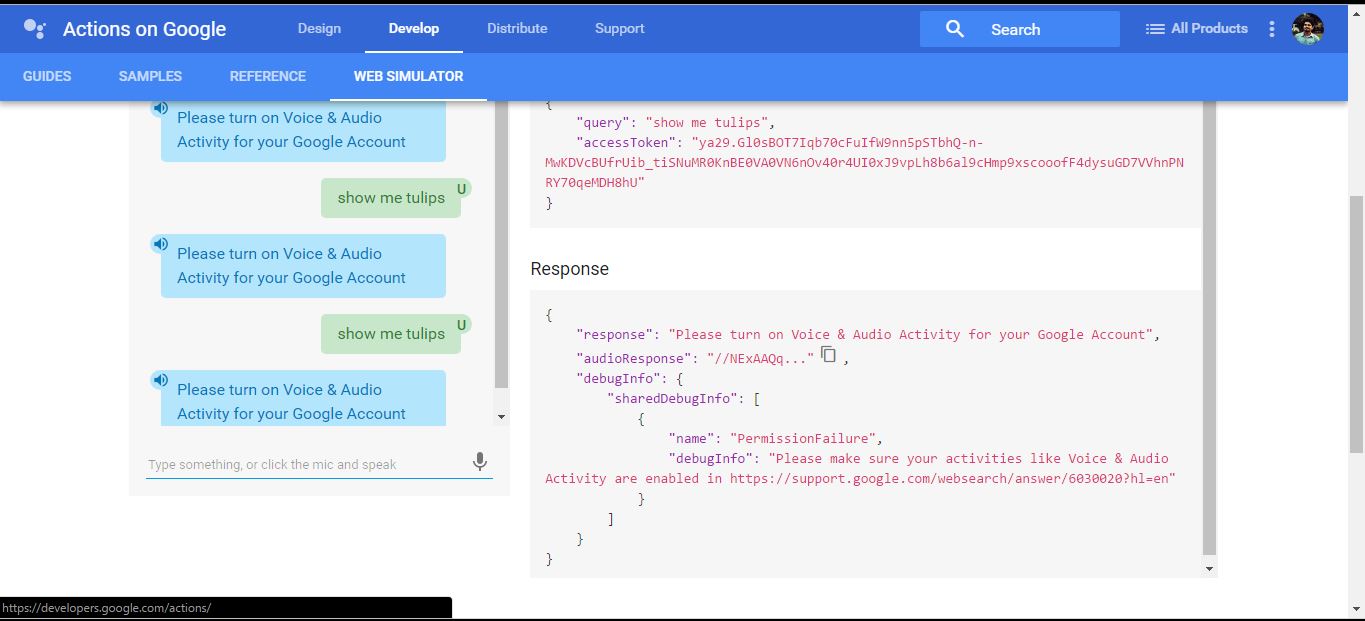 Actions on Google
Design
Develop
Distribute
Support
Search
All Products
GUIDES
SAMPLES
REFERENCE
WEB SIMULATOR
Please turn on Voice & Audio
Activity for your Google Account
show me tulips
U
Please turn on Voice & Audio
Activity for your Google Account
show me tulips
U
Please turn on Voice & Audio
Activity for your Google Account
Type something, or click the mic and speak
{
"query": "show me tulips",
"accessToken": "ya29.Gl0sBOT7Iqb70cFuIfW9nn5pSTbhQ-n-
MwKDVcBUfrUib_tiSNuMR0KnBE0VA0VN6nOv40r4UI0xJ9vpLh8b6al9cHmp9xscooofF4dysuGD7VVhnPN
RY70qeMDH8hU"
}
Response
{
"response": "Please turn on Voice & Audio Activity for your Google Account",
"audioResponse": "//NExAAQq..." ,
"debugInfo": {
"sharedDebugInfo": [
{
"name": "PermissionFailure",
"debugInfo": "Please make sure your activities like Voice & Audio
Activity are enabled in https://support.google.com/websearch/answer/6030020?hl=en"
}
]
}
}
https://developers.google.com/actions/